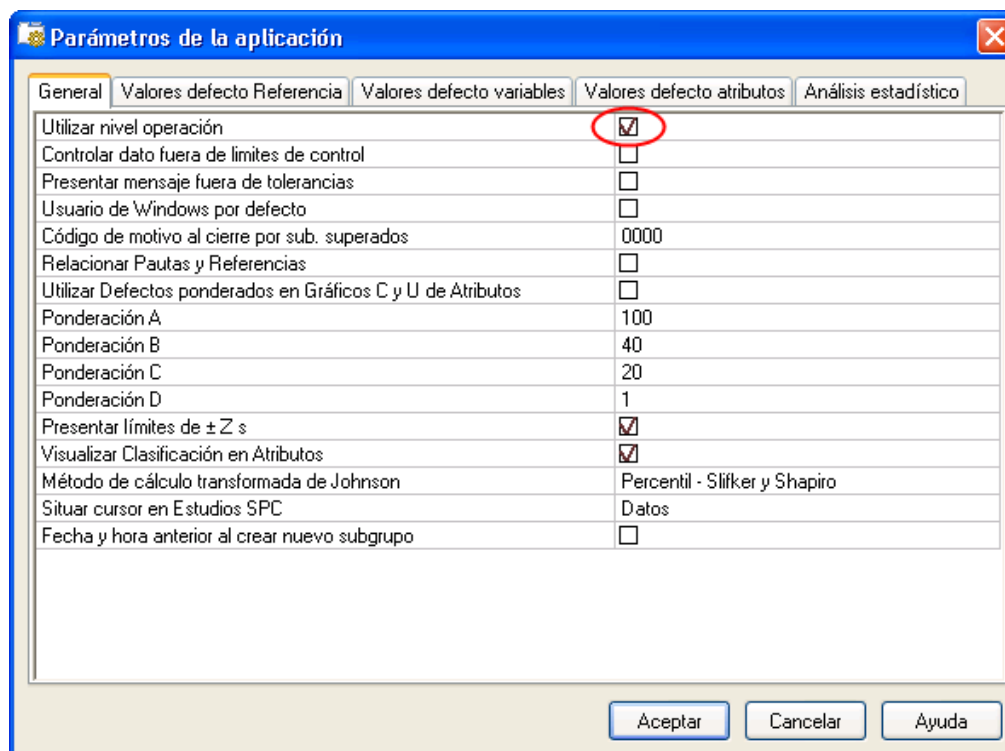 Parámetros de la aplicación
General Valores defecto Referencia Valores defecto variables Valores defecto atributos Análisis estadístico
Utilizar nivel operación
Controlar dato fuera de limites de control
Presentar mensaje fuera de tolerancias
Usuario de Windows por defecto
Código de motivo al cierre por sub. superados 0000
Relacionar Pautas y Referencias
Utilizar Defectos ponderados en Gráficos C y U de Atributos
Ponderación A 100
Ponderación B 40
Ponderación C 20
Ponderación D 1
Presentar límites de ± Z s
Visualizar Clasificación en Atributos
Método de cálculo transformada de Johnson Percentil - Slifker y Shapiro
Situar cursor en Estudios SPC Datos
Fecha y hora anterior al crear nuevo subgrupo
Aceptar Cancelar Ayuda